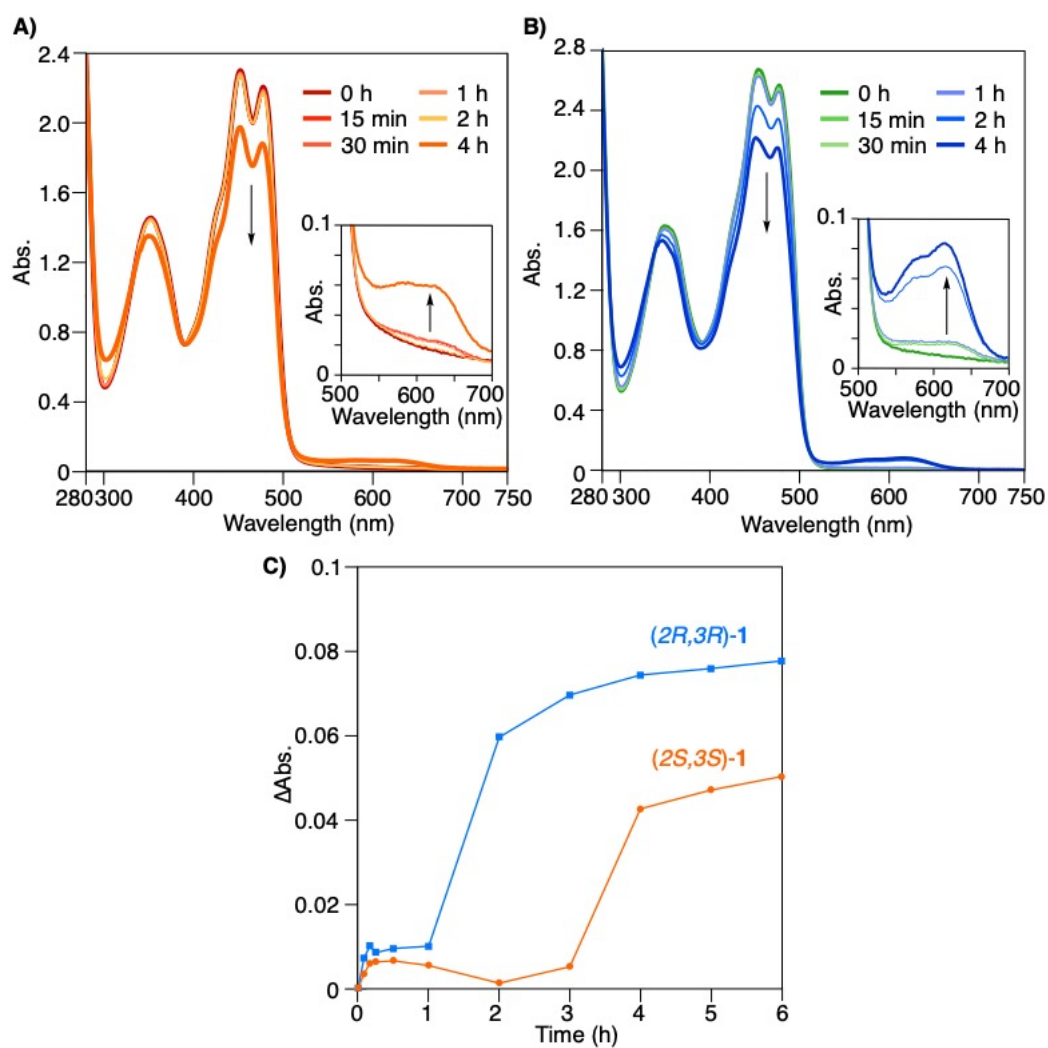 A)
2.4
2.0
1.6
1.2
0.8
0.4
0
Abs.
0 h
15 min
30 min
1 h
2 h
4 h
0.1
0
Abs.
500 600 700
Wavelength (nm)
280 300 400 500 600 700 750
Wavelength (nm)
B)
2.8
2.4
2.0
1.6
1.2
0.8
0.4
0
Abs.
0 h
15 min
30 min
1 h
2 h
4 h
0.1
0
Abs.
500 600 700
Wavelength (nm)
280 300 400 500 600 700 750
Wavelength (nm)
C)
0.1
0.08
0.06
0.04
0.02
0
ΔAbs.
(2R,3R)-1
(2S,3S)-1
0 1 2 3 4 5 6
Time (h)